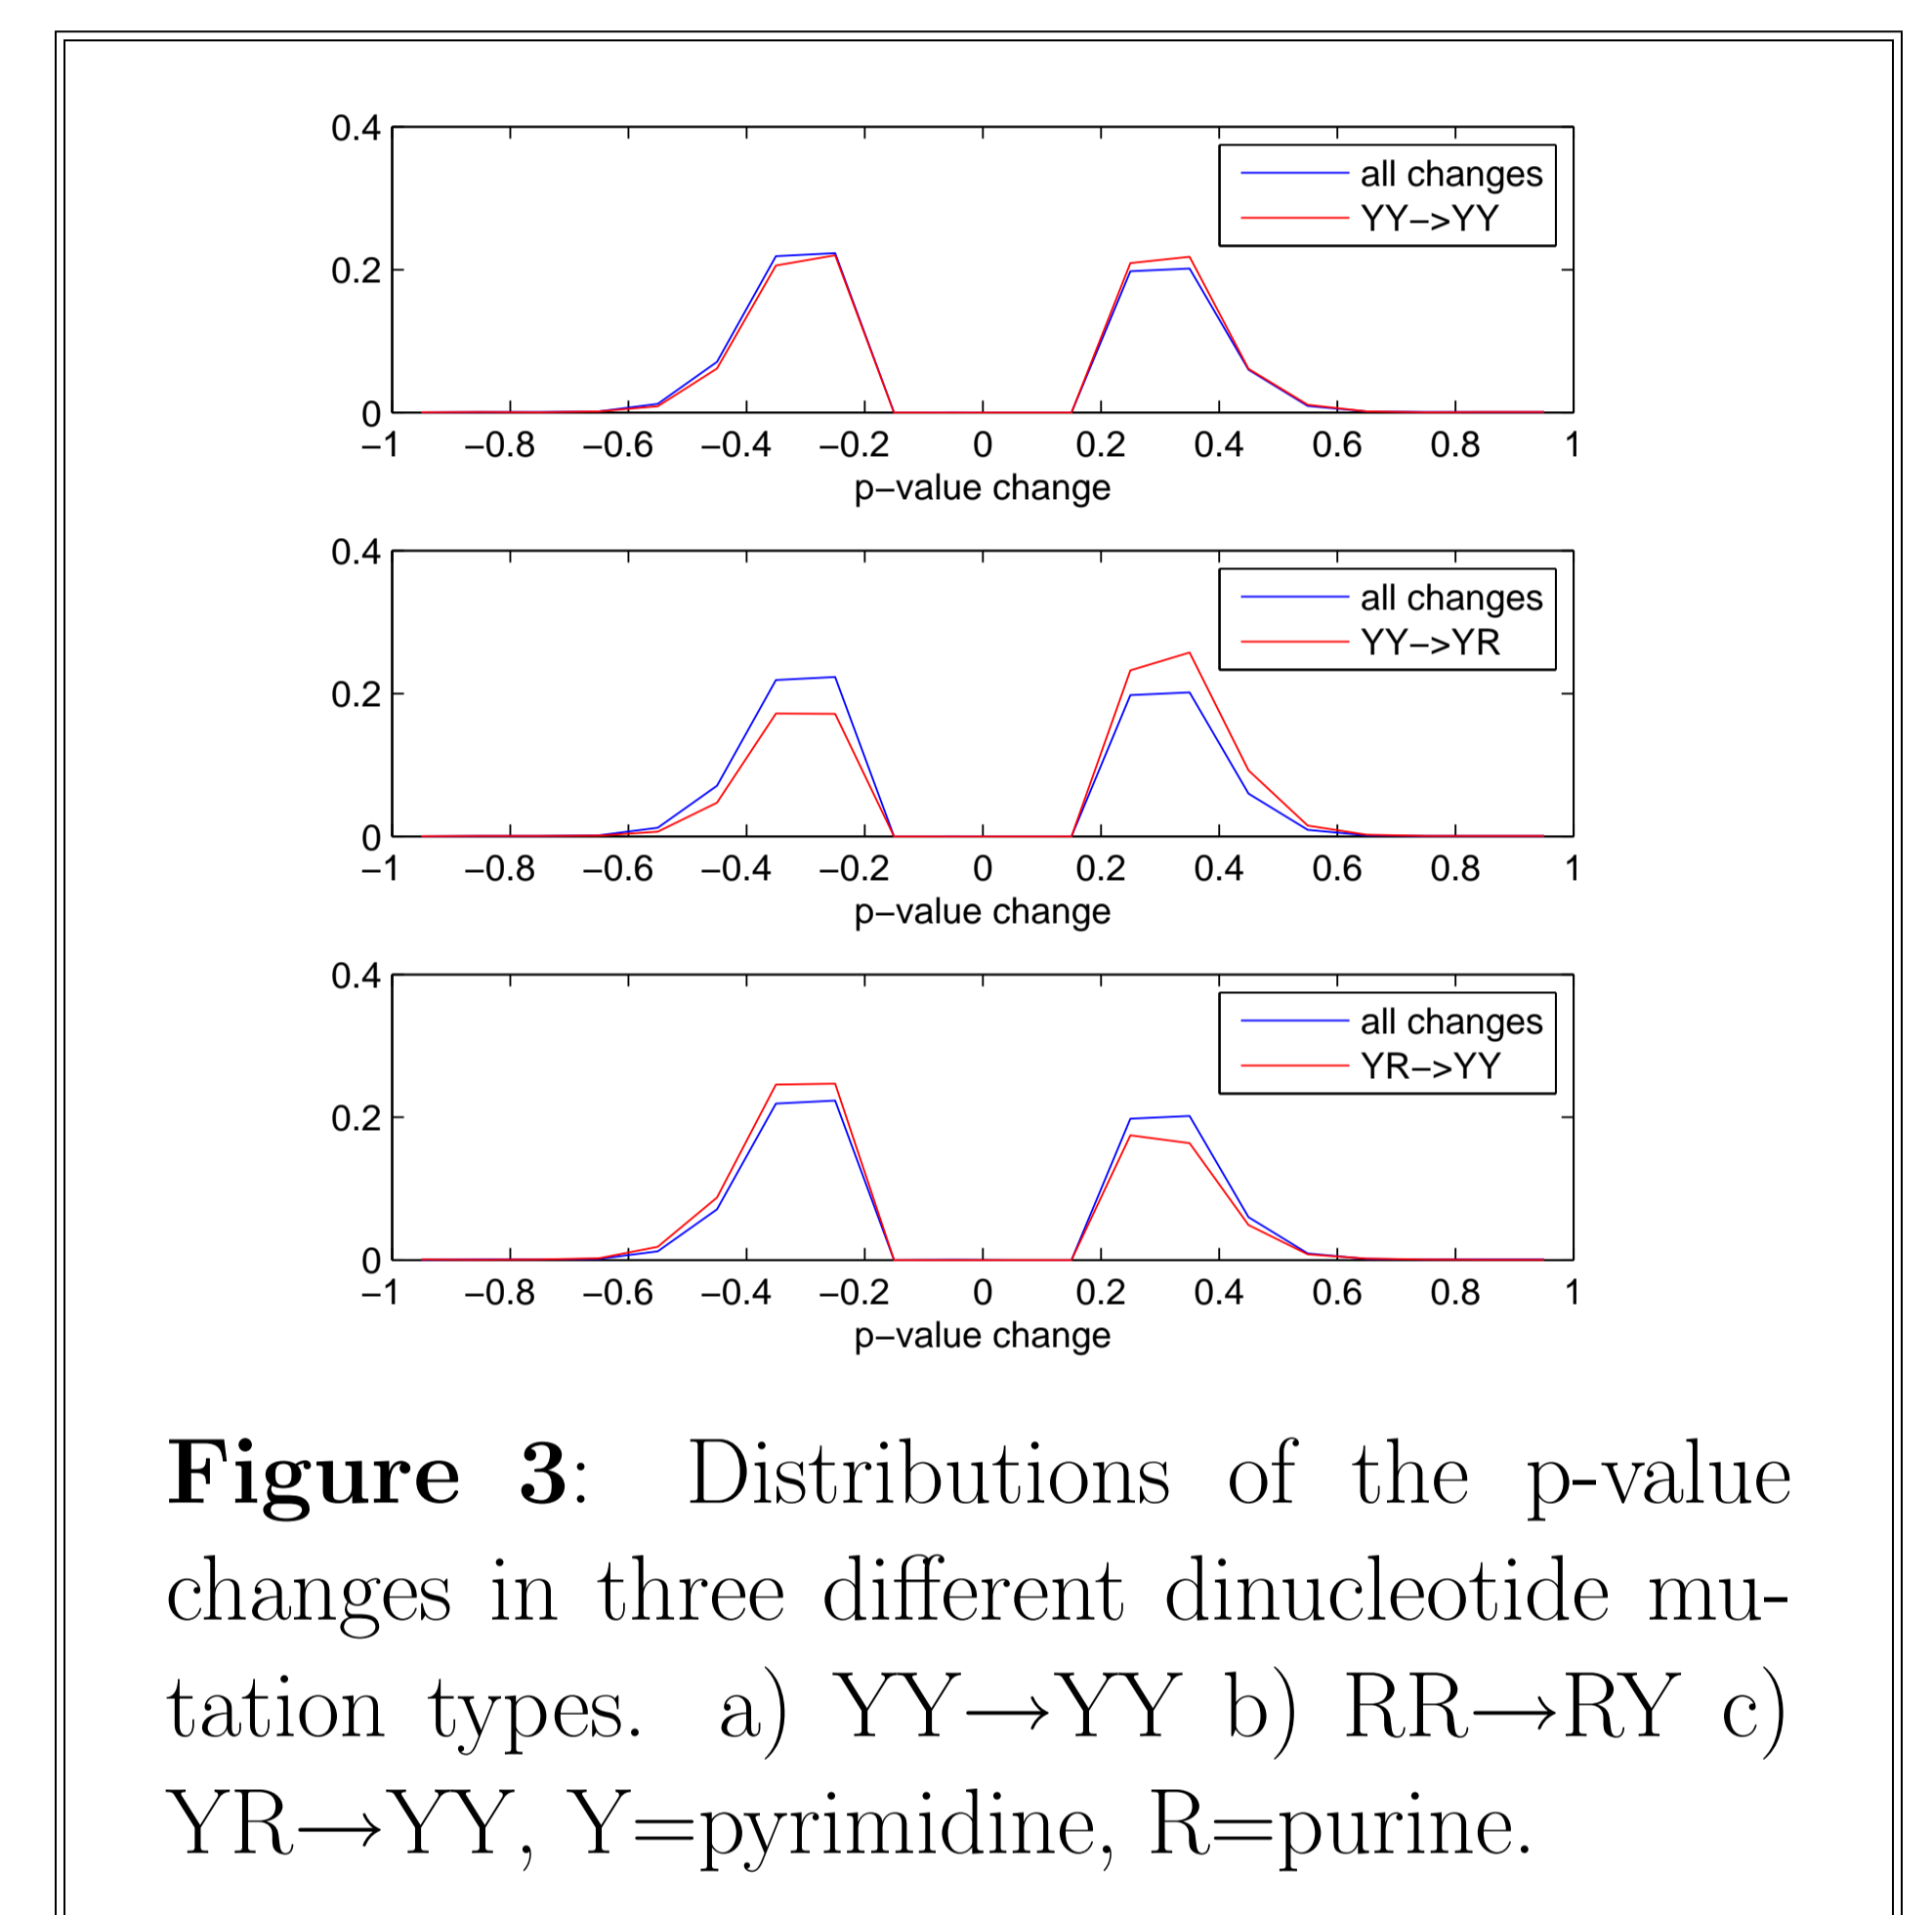 0.4
all changes
YY->YY
0.2
0
−1 −0.8 −0.6 −0.4 −0.2 0 0.2 0.4 0.6 0.8 1
p−value change
0.4
all changes
YY−>YR
0.2
0
−1 −0.8 −0.6 −0.4 −0.2 0 0.2 0.4 0.6 0.8 1
p−value change
0.4
all changes
YR−>YY
0.2
0
−1 −0.8 −0.6 −0.4 −0.2 0 0.2 0.4 0.6 0.8 1
p−value change
Figure 3: Distributions of the p-value
changes in three different dinucleotide mu-
tation types. a) YY→YY b) RR→RY c)
YR→YY, Y=pyrimidine, R=purine.